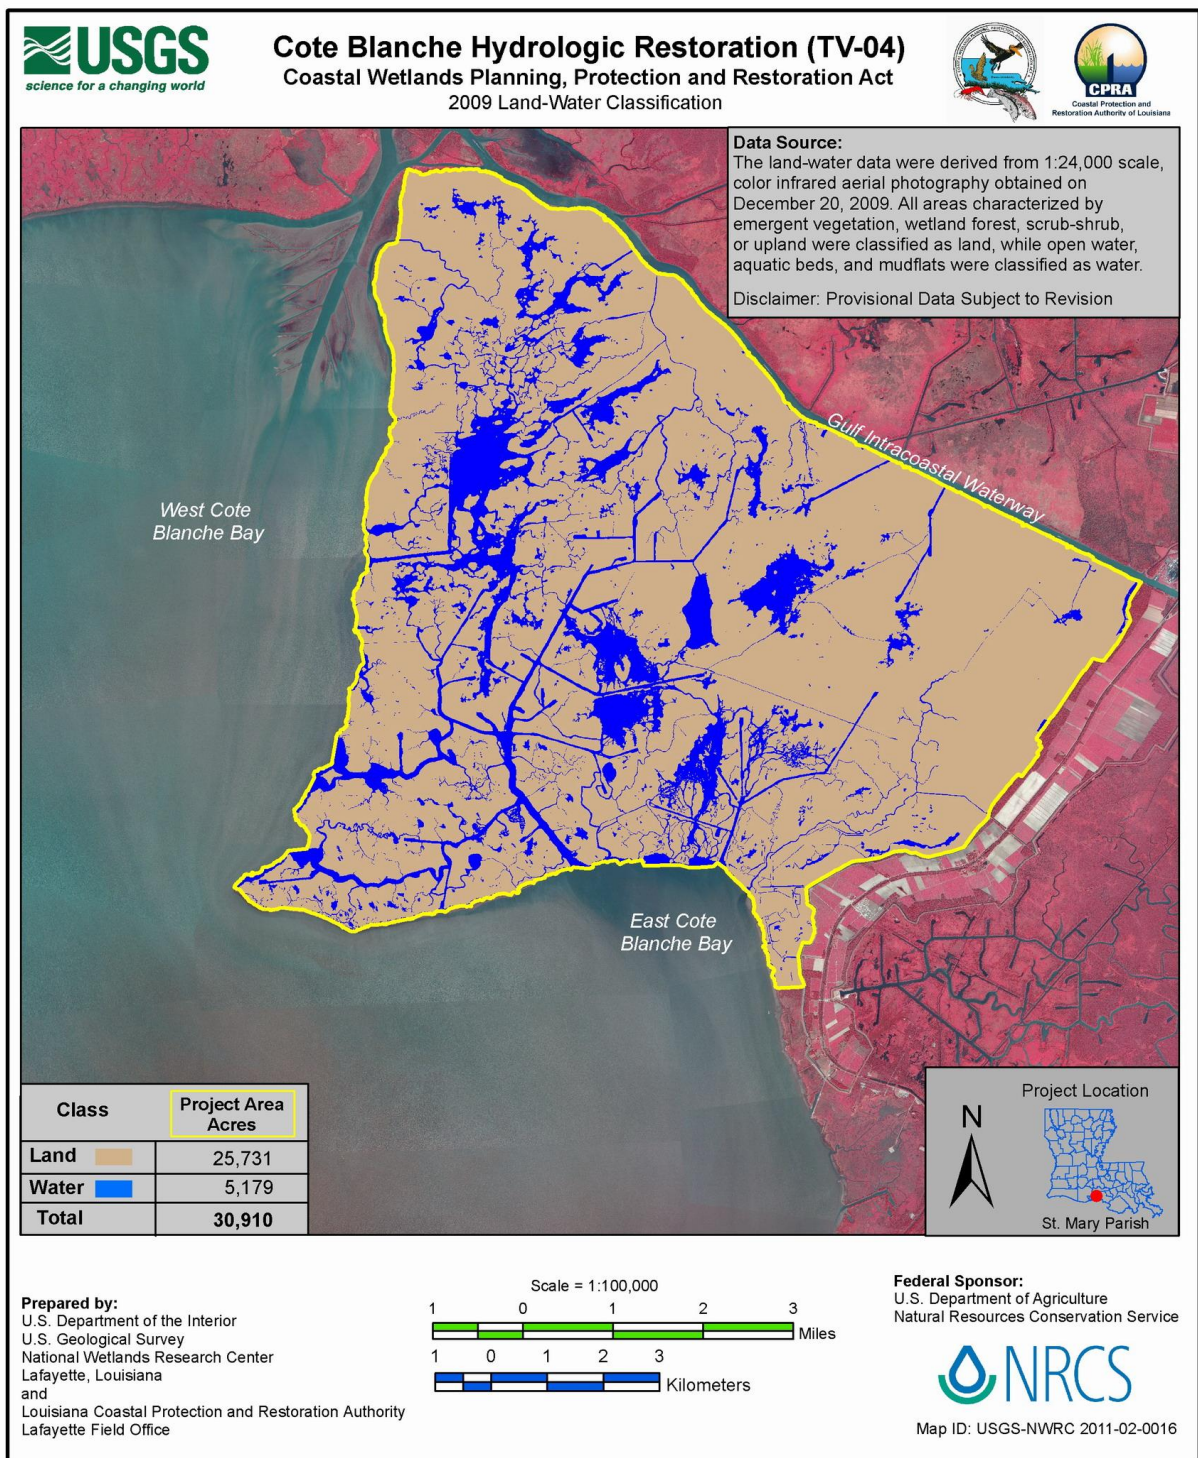 USGS
science for a changing world
Cote Blanche Hydrologic Restoration (TV-04)
Coastal Wetlands Planning, Protection and Restoration Act
2009 Land-Water Classification
CPRA
Coastal Protection and
Restoration Authority of Louisiana
Data Source:
The land-water data were derived from 1:24,000 scale,
color infrared aerial photography obtained on
December 20, 2009. All areas characterized by
emergent vegetation, wetland forest, scrub-shrub,
or upland were classified as land, while open water,
aquatic beds, and mudflats were classified as water.
Disclaimer: Provisional Data Subject to Revision
Gulf Intracoastal Waterway
West Cote
Blanche Bay
East Cote
Blanche Bay
Class Project Area
Acres
Land 25,731
Water 5,179
Total 30,910
N
Project Location
St. Mary Parish
Prepared by:
U.S. Department of the Interior
U.S. Geological Survey
National Wetlands Research Center
Lafayette, Louisiana
and
Louisiana Coastal Protection and Restoration Authority
Lafayette Field Office
Scale = 1:100,000
1 0 1 2 3
Miles
1 0 1 2 3
Kilometers
Federal Sponsor:
U.S. Department of Agriculture
Natural Resources Conservation Service
NRCS
Map ID: USGS-NWRC 2011-02-0016